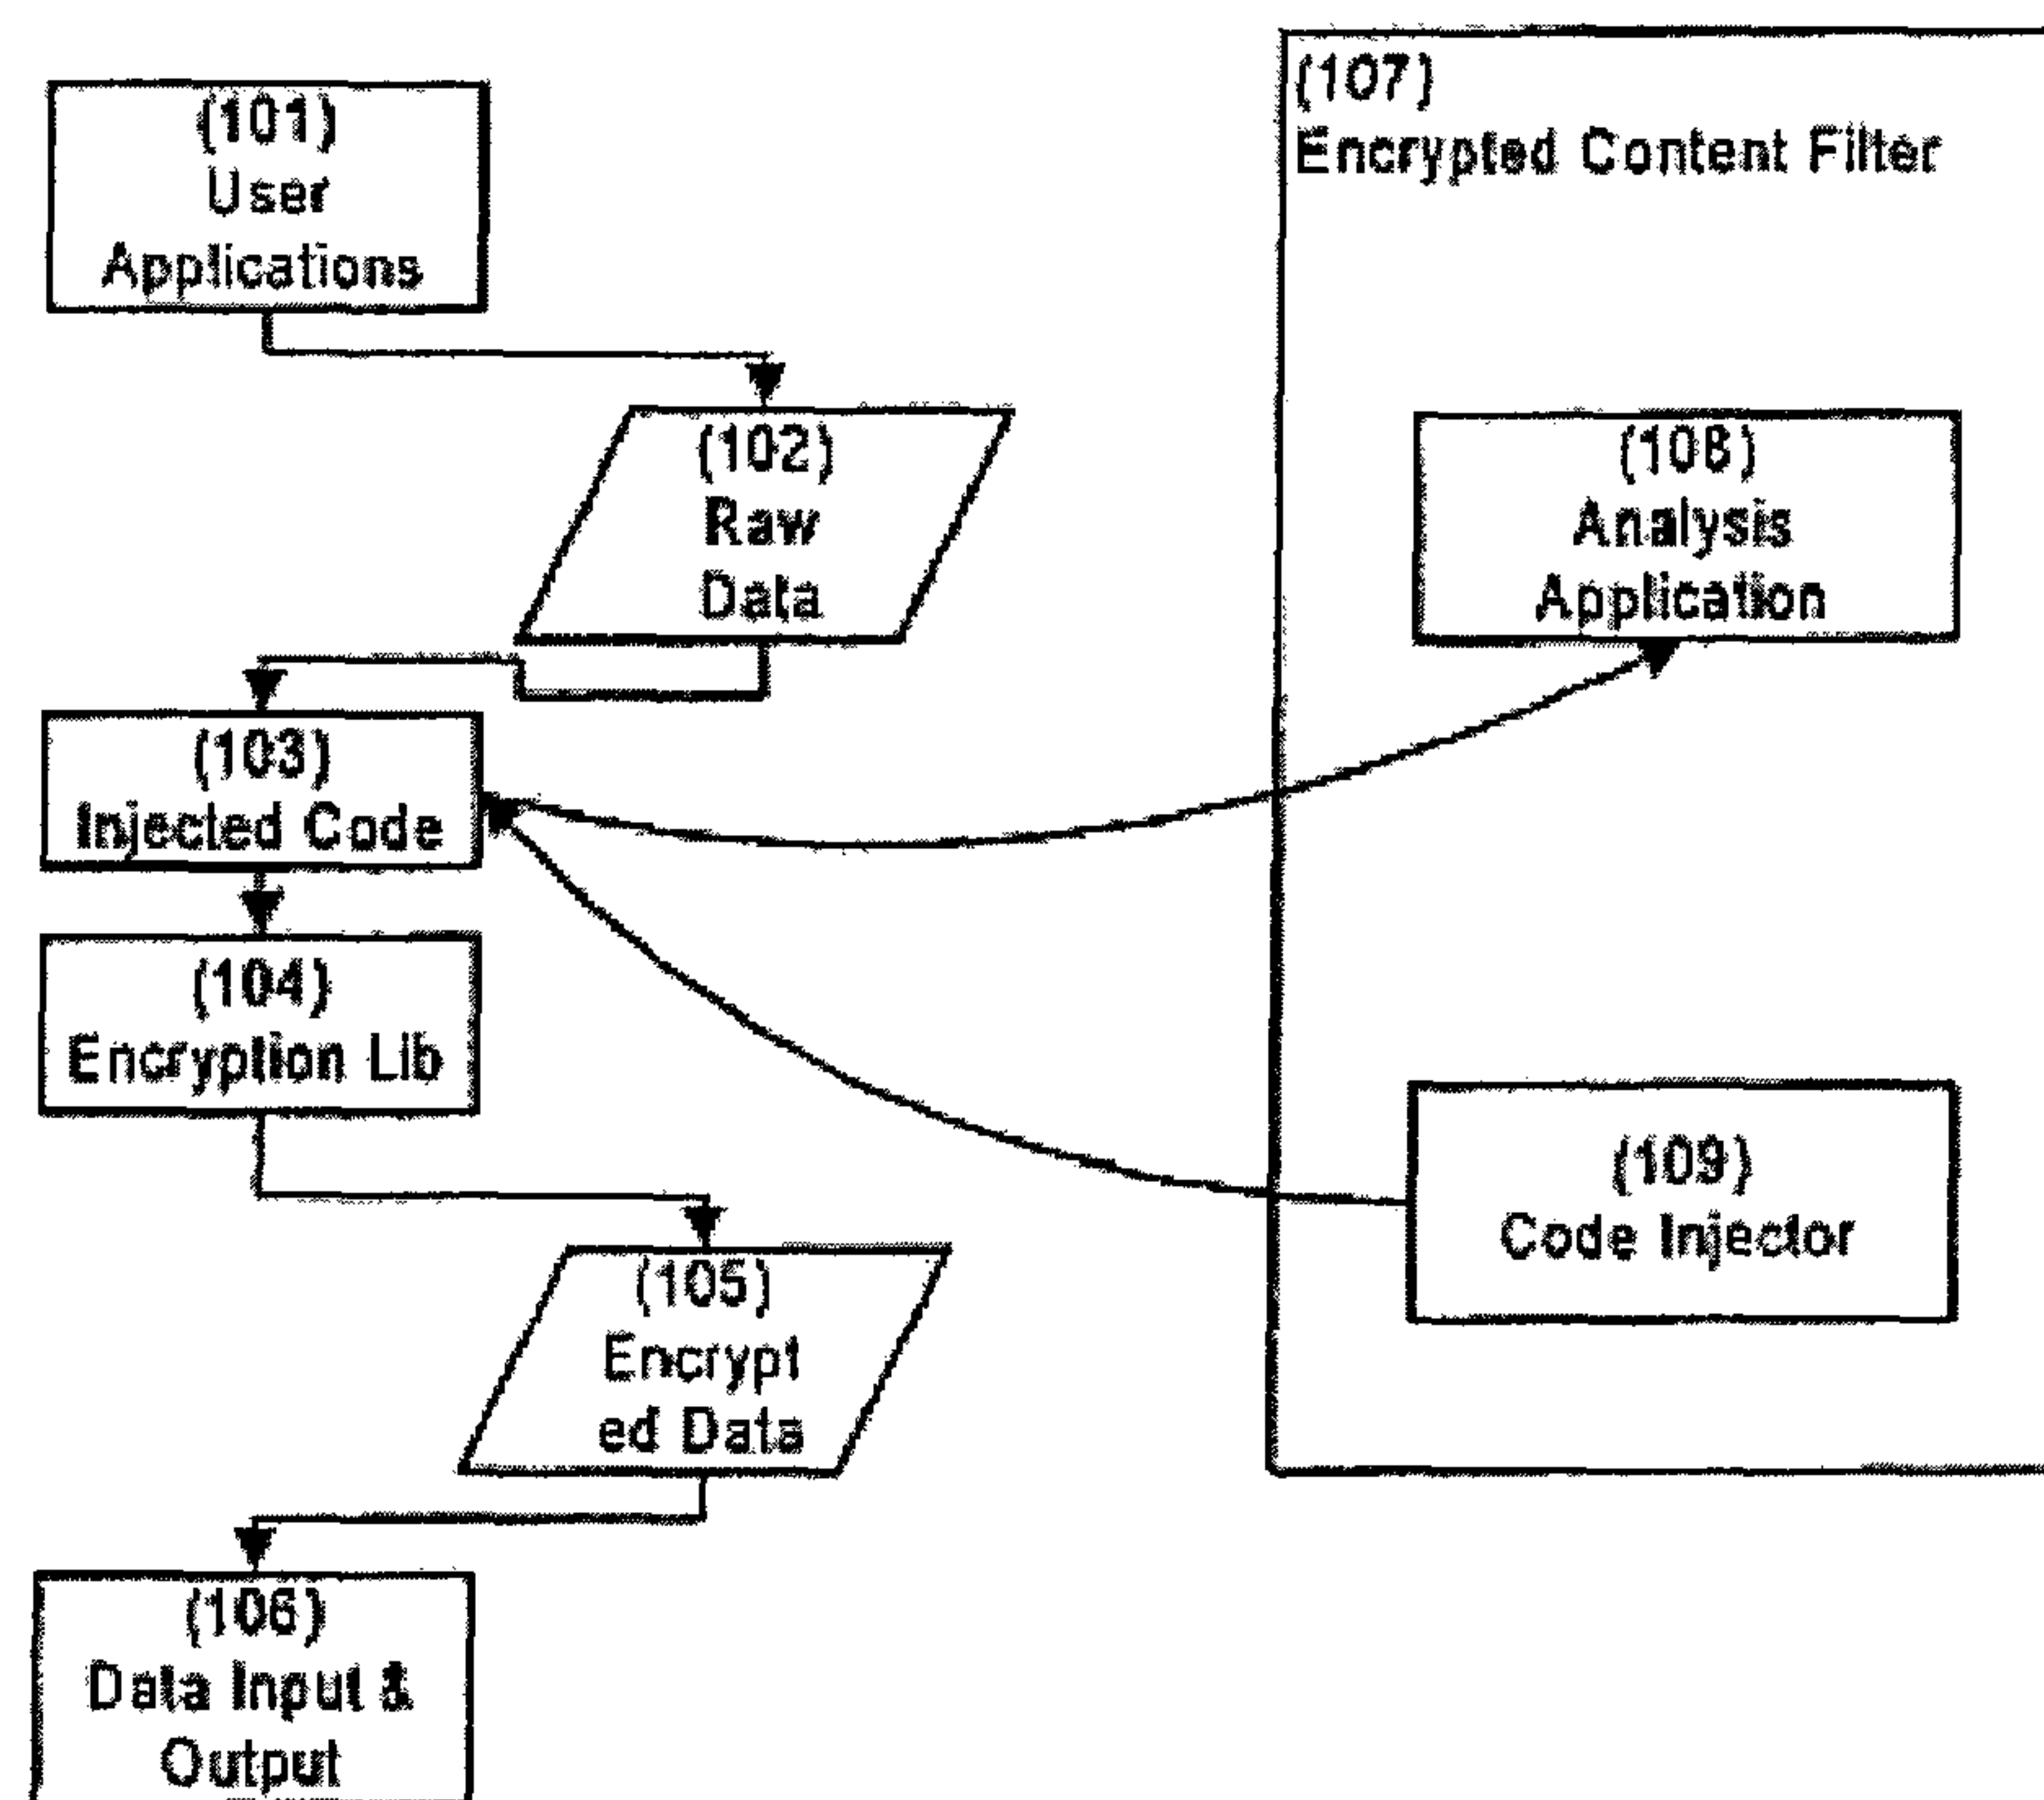 (101)
User
Applications
(102)
Raw
Data
(103)
Injected Code
(104)
Encryption Lib
(105)
Encrypt
ed Data
(106)
Data Input &
Output
(107)
Encrypted Content Filter
(108)
Analysis
Application
(109)
Code Injector